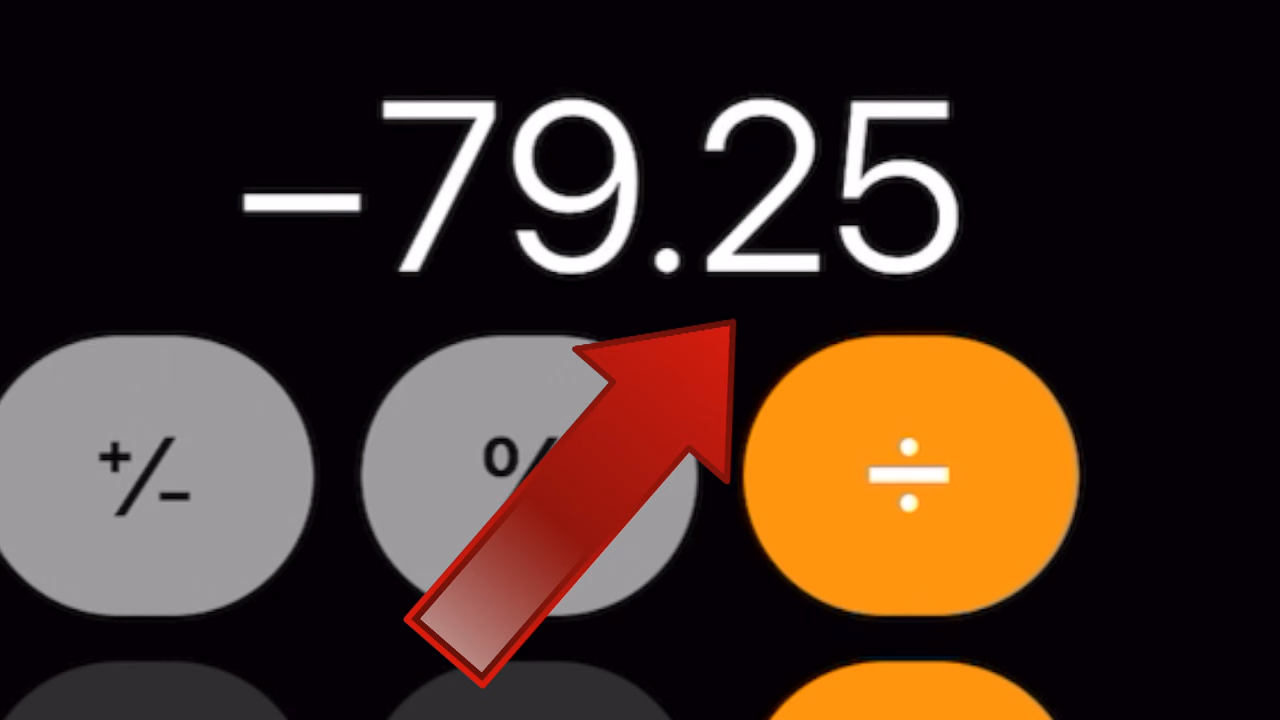 –79.25
+/- % ÷